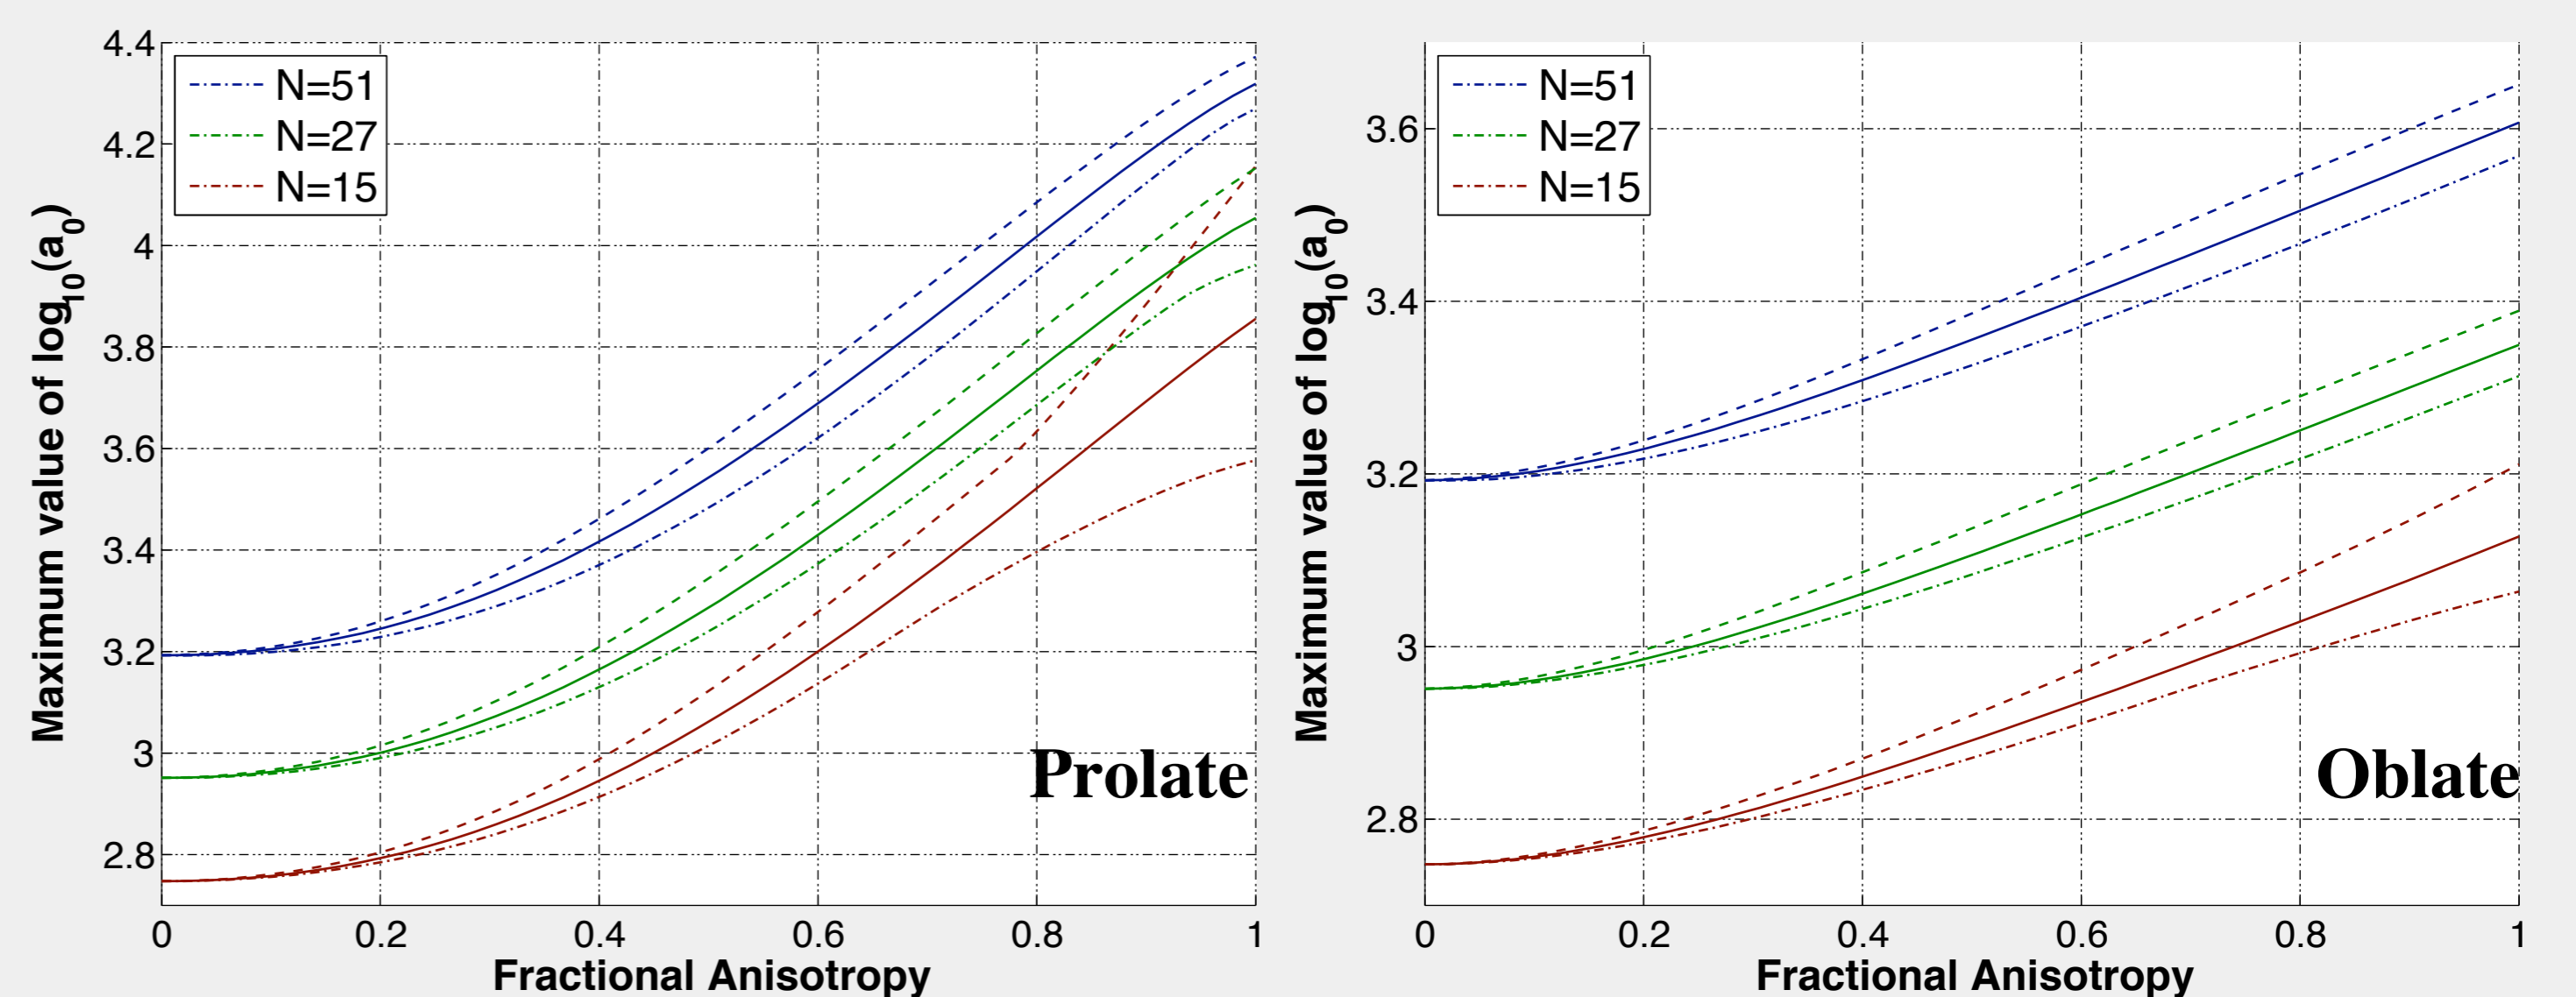 Maximum value of log10(a0)
4.4
4.2
4
3.8
3.6
3.4
3.2
3
2.8
N=51
N=27
N=15
Prolate
0 0.2 0.4 0.6 0.8 1
Fractional Anisotropy
Maximum value of log10(a0)
3.6
3.4
3.2
3
2.8
N=51
N=27
N=15
Oblate
0 0.2 0.4 0.6 0.8 1
Fractional Anisotropy